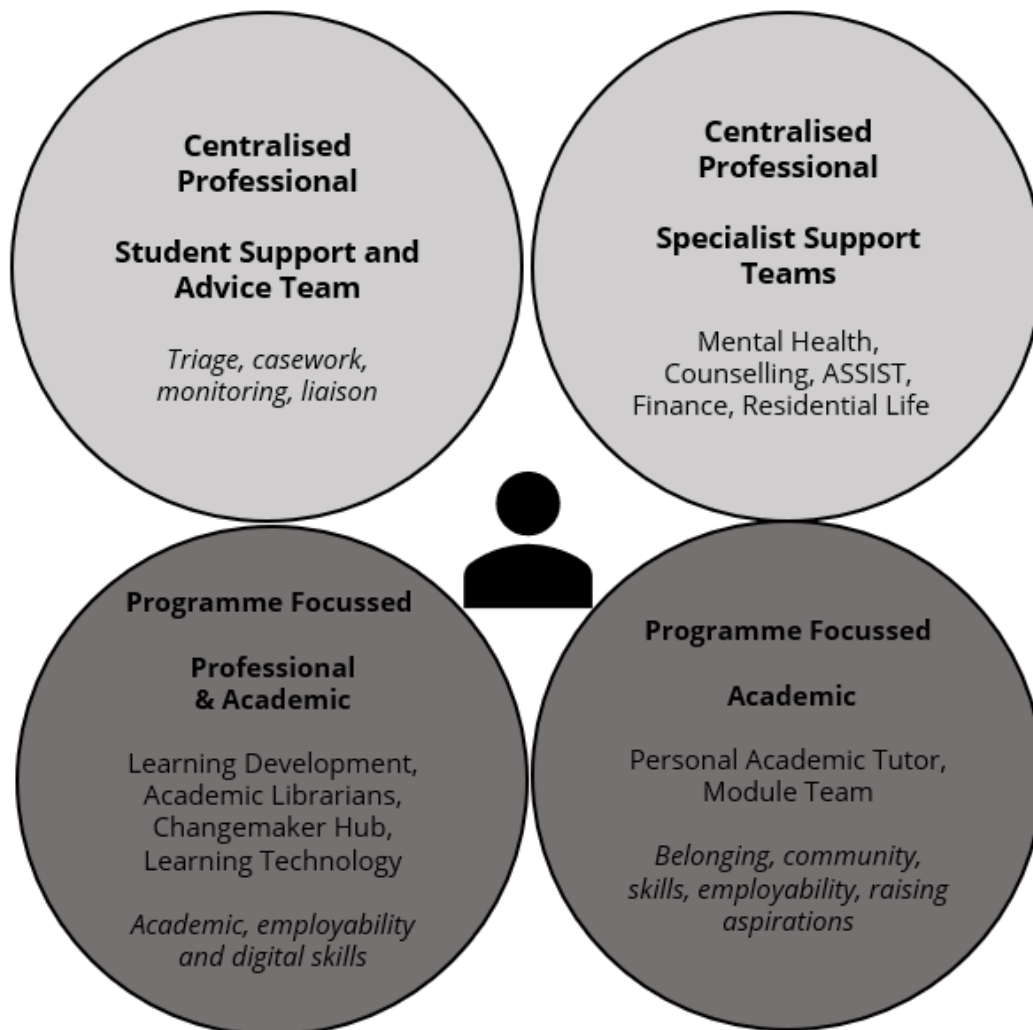 Centralised
Professional
Student Support and
Advice Team
Triage, casework,
monitoring, liaison
Centralised
Professional
Specialist Support
Teams
Mental Health,
Counselling, ASSIST,
Finance, Residential Life
Programme Focussed
Professional
& Academic
Learning Development,
Academic Librarians,
Changemaker Hub,
Learning Technology
Academic, employability
and digital skills
Programme Focussed
Academic
Personal Academic Tutor,
Module Team
Belonging, community,
skills, employability, raising
aspirations